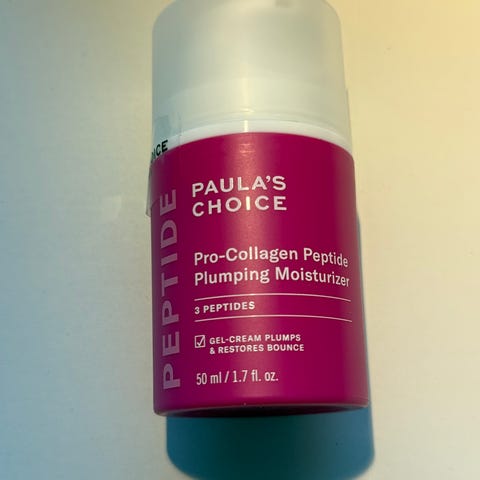 PAULA'S
CHOICE
Pro-Collagen Peptide
Plumping Moisturizer
3 PEPTIDES
GEL-CREAM PLUMPS
& RESTORES BOUNCE
50 ml / 1.7 fl. oz.
PEPTIDE